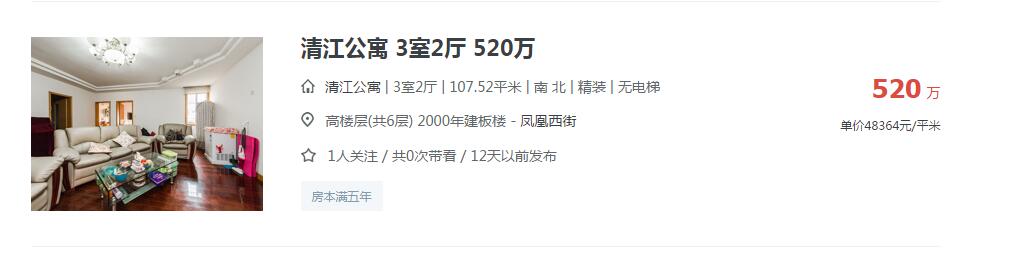 清江公寓 3室2厅 520万
清江公寓 | 3室2厅 | 107.52平米 | 南 北 | 精装 | 无电梯
520 万
高楼层(共6层) 2000年建板楼 - 凤凰西街
单价48364元/平米
1人关注 / 共0次带看 / 12天以前发布
房本满五年